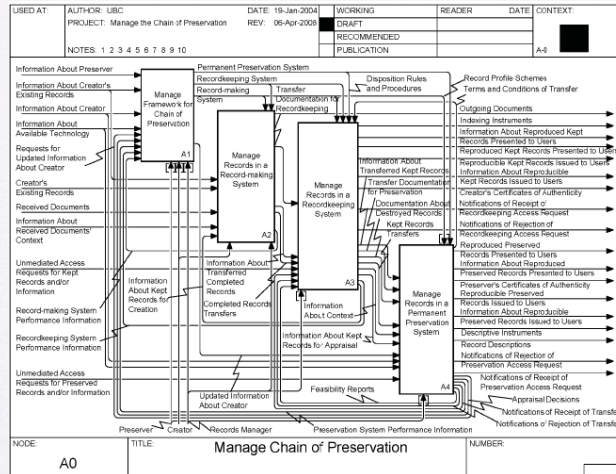 USED AT:
AUTHOR: UBC
DATE: 19-Jan-2004
WORKING
READER
DATE
CONTEXT:
PROJECT: Manage the Chain of Preservation
REV: 06-Apr-2008
DRAFT
RECOMMENDED
NOTES: 1 2 3 4 5 6 7 8 9 10
PUBLICATION
A-0
Information About Preserver
Information About Creator's
Existing Records
Information About Creator
Information About
Available Technology
Requests for
Updated Information
About Creator
Creator's
Existing Records
Received Documents
Information About
Received Documents'
Context
Unmediated Access
Requests for Kept
Records and/or
Information
Record-making System
Performance Information
Recordkeeping System
Performance Information
Unmediated Access
Requests for Preserved
Records and/or Information
Permanent Preservation System
Recordkeeping System
Record-making
System
Transfer
Documentation for
Recordkeeping
Disposition Rules
and Procedures
Record Profile Schemes
Terms and Conditions of Transfer
Manage
Framework for
Chain of
Preservation
A1
Manage
Records in a
Record-making
System
A2
Manage
Records in a
Recordkeeping
System
A3
Manage
Records in a
Permanent
Preservation
System
A4
Information About
Transferred Kept Records
Transfer Documentation
for Preservation
Documentation About
Destroyed Records
Kept Records
Transfers
Information
About Kept
Records for
Creation
Information About
Transferred
Completed
Records
Completed Records
Transfers
Information
About Context
Information About Kept
Records for Appraisal
Updated Information
About Creator
Feasibility Reports
Preservation System Performance Information
Preserver
Creator
Records Manager
Outgoing Documents
Indexing Instruments
Information About Reproduced Kept
Records Presented to Users
Reproduced Kept Records Presented to Users
Reproducible Kept Records Issued to Users
Information About Reproducible
Kept Records Issued to Users
Creator's Certificates of Authenticity
Notifications of Receipt of
Recordkeeping Access Request
Notifications of Rejection of
Recordkeeping Access Request
Reproduced Preserved
Records Presented to Users
Information About Reproduced
Preserved Records Presented to Users
Preserver's Certificates of Authenticity
Reproducible Preserved
Records Issued to Users
Information About Reproducible
Preserved Records Issued to Users
Descriptive Instruments
Record Descriptions
Notifications of Rejection of
Preservation Access Request
Notifications of Receipt of
Preservation Access Request
Appraisal Decisions
Notifications of Receipt of Transfe
Notifications of Rejection of Transfe
NODE:
A0
TITLE:
Manage Chain of Preservation
NUMBER: